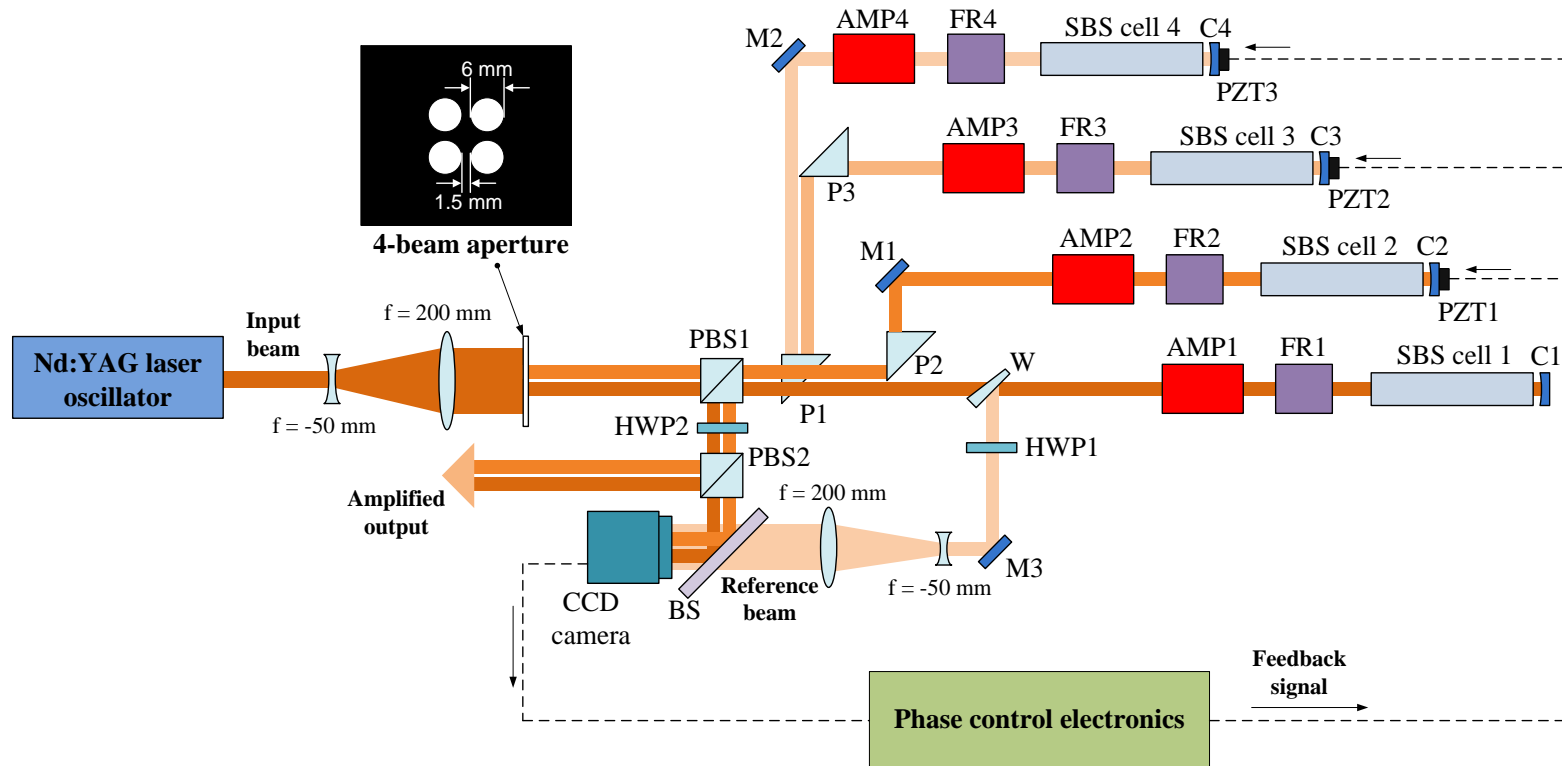 AMP4
FR4
SBS cell 4
C4
M2
PZT3
6 mm
1.5 mm
4-beam aperture
AMP3
FR3
SBS cell 3
C3
P3
PZT2
AMP2
FR2
SBS cell 2
C2
M1
PZT1
Input
beam
f = 200 mm
PBS1
P2
W
AMP1
FR1
SBS cell 1
C1
Nd:YAG laser
oscillator
f = -50 mm
P1
HWP2
HWP1
PBS2
Amplified
output
f = 200 mm
M3
f = -50 mm
Reference
beam
BS
CCD
camera
Phase control electronics
Feedback
signal